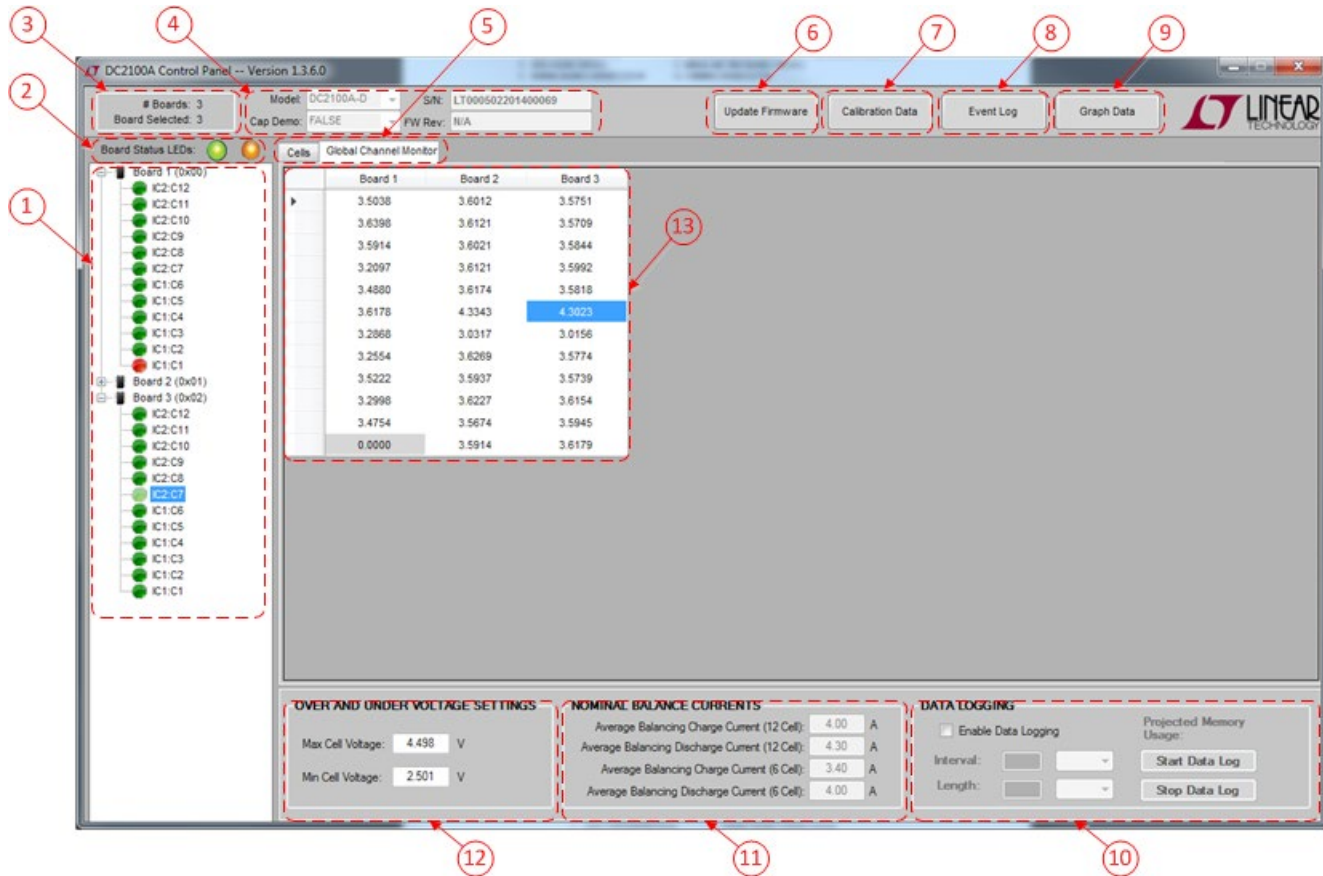 3
4
5
6
7
8
9
DC2100A Control Panel -- Version 1.3.6.0
2
# Boards: 3
Board Selected: 3
Model: DC2100A-D S/N: LT000502201400069
Cap Demo: FALSE FW Rev: N/A
Update Firmware
Calibration Data
Event Log
Graph Data
LINEAR
TECHNOLOGY
Board Status LEDs:
Cells Global Channel Monitor
1
Board 1 (0x00)
IC2:C12
IC2:C11
IC2:C10
IC2:C9
IC2:C8
IC2:C7
IC1:C6
IC1:C5
IC1:C4
IC1:C3
IC1:C2
IC1:C1
Board 2 (0x01)
Board 3 (0x02)
IC2:C12
IC2:C11
IC2:C10
IC2:C9
IC2:C8
IC2:C7
IC1:C6
IC1:C5
IC1:C4
IC1:C3
IC1:C2
IC1:C1
Board 1 Board 2 Board 3
3.5038 3.6012 3.5751
3.6398 3.6121 3.5709
3.5914 3.6021 3.5844
3.2097 3.6121 3.5992
3.4880 3.6174 3.5818
3.6178 4.3343 4.3023
3.2868 3.0317 3.0156
3.2554 3.6269 3.5774
3.5222 3.5937 3.5739
3.2998 3.6227 3.6154
3.4754 3.5674 3.5945
0.0000 3.5914 3.6179
13
OVER AND UNDER VOLTAGE SETTINGS
Max Cell Voltage: 4.498 V
Min Cell Voltage: 2.501 V
NOMINAL BALANCE CURRENTS
Average Balancing Charge Current (12 Cell): 4.00 A
Average Balancing Discharge Current (12 Cell): 4.30 A
Average Balancing Charge Current (6 Cell): 3.40 A
Average Balancing Discharge Current (6 Cell): 4.00 A
DATA LOGGING
Enable Data Logging
Projected Memory
Usage:
Interval:
Start Data Log
Length:
Stop Data Log
12
11
10